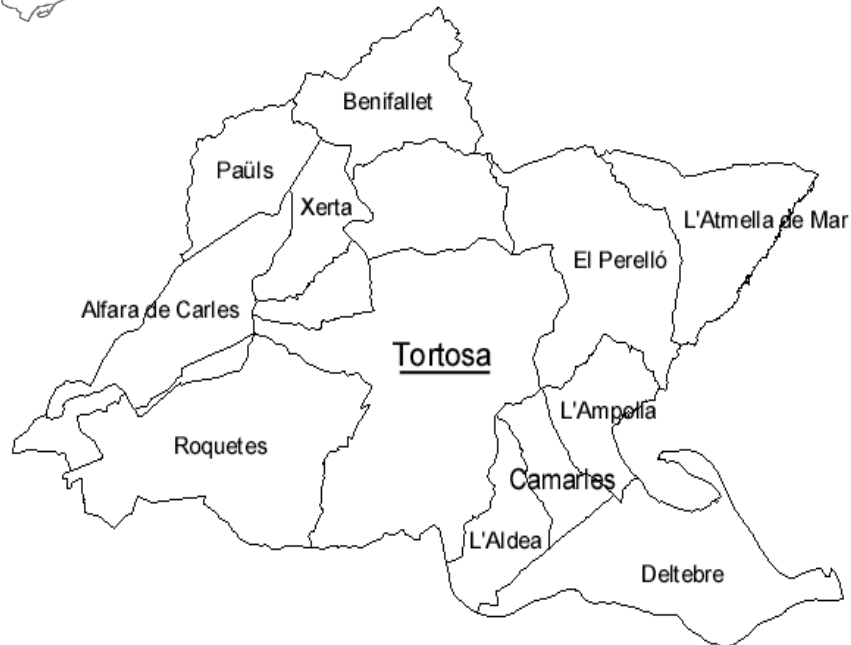 Benifallet
Paüls
Xerta
L'Atmella de Mar
El Perelló
Alfara de Carles
Tortosa
L'Ampolla
Roquetes
Camarles
L'Aldea
Deltebre